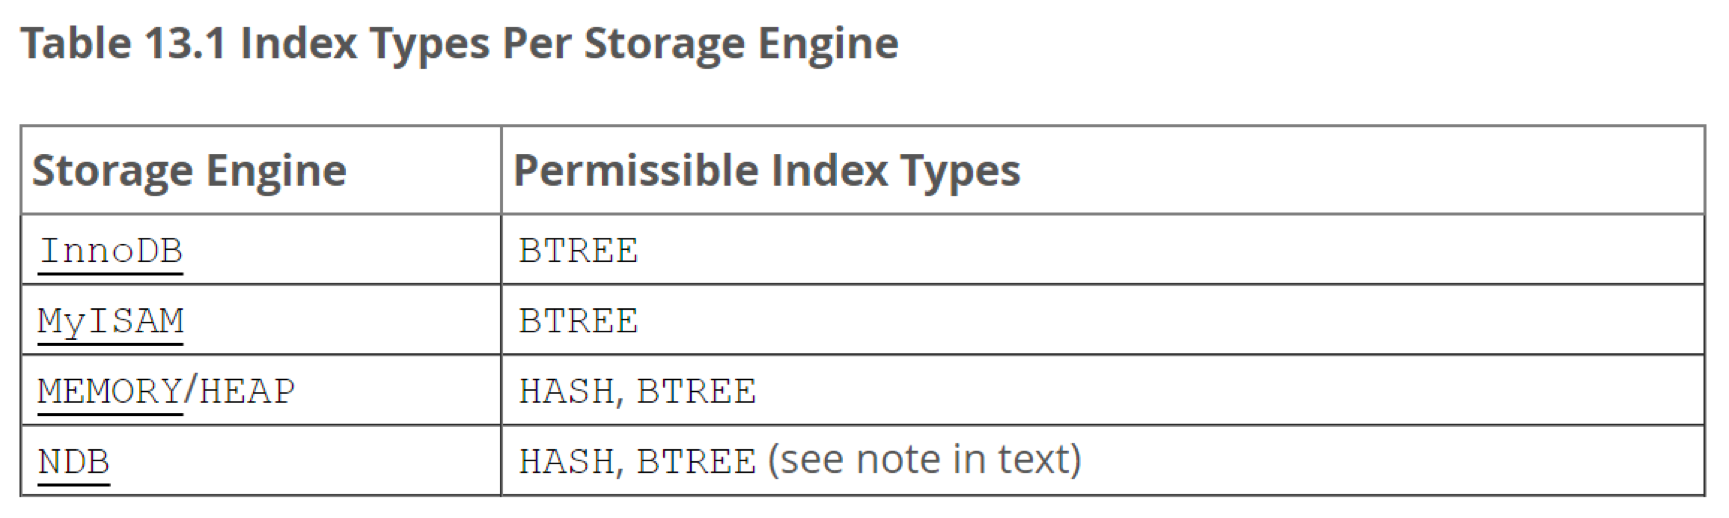 Table 13.1 Index Types Per Storage Engine
Storage Engine Permissible Index Types
InnoDB BTREE
MyISAM BTREE
MEMORY/HEAP HASH, BTREE
NDB HASH, BTREE (see note in text)